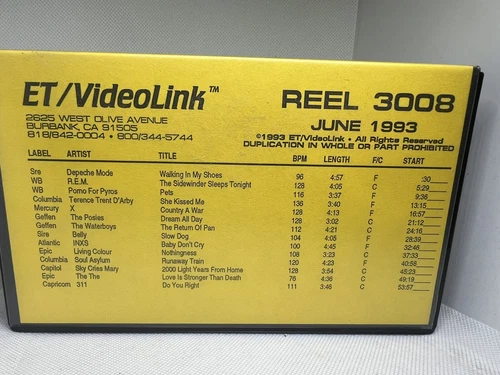 ET/VideoLink™
REEL 3008
2625 WEST OLIVE AVENUE
BURBANK, CA 91505
818/842-0004 • 800/344-5744
JUNE 1993
©1993 ET/VideoLink • All Rights Reserved
DUPLICATION IN WHOLE OR PART PROHIBITED
LABEL ARTIST TITLE BPM LENGTH F/C START
Sre Depeche Mode Walking In My Shoes 96 4:57 F :30
WB R.E.M. The Sidewinder Sleeps Tonight 128 4:05 C 5:29
WB Porno For Pyros Pets 116 3:37 F 9:36
Columbia Terence Trent D'Arby She Kissed Me 136 3:40 F 13:15
Mercury X Country A War 128 4:13 F 16:57
Geffen The Posies Dream All Day 128 3:02 C 21:12
Geffen The Waterboys The Return Of Pan 112 4:21 C 24:16
Sire Belly Slow Dog 104 4:08 F 28:39
Atlantic INXS Baby Don't Cry 100 4:45 F 32:48
Epic Living Colour Nothingness 108 3:23 C 37:33
Columbia Soul Asylum Runaway Train 120 4:23 F 40:58
Capitol Sky Cries Mary 2000 Light Years From Home 128 3:54 C 45:23
Epic The The Love Is Stronger Than Death 76 4:36 C 49:19
Capricorn 311 Do You Right 111 3:46 C 53:57